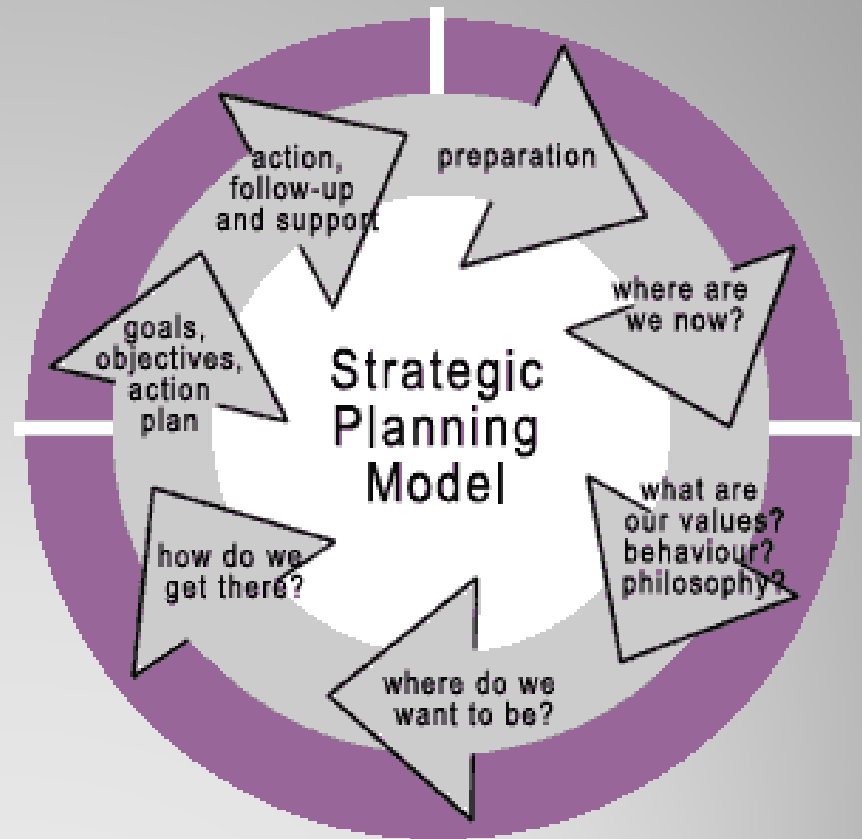 preparation
where are
we now?
what are
our values?
behaviour?
philosophy?
where do we
want to be?
how do we
get there?
goals,
objectives,
action
plan
action,
follow-up
and support
Strategic
Planning
Model